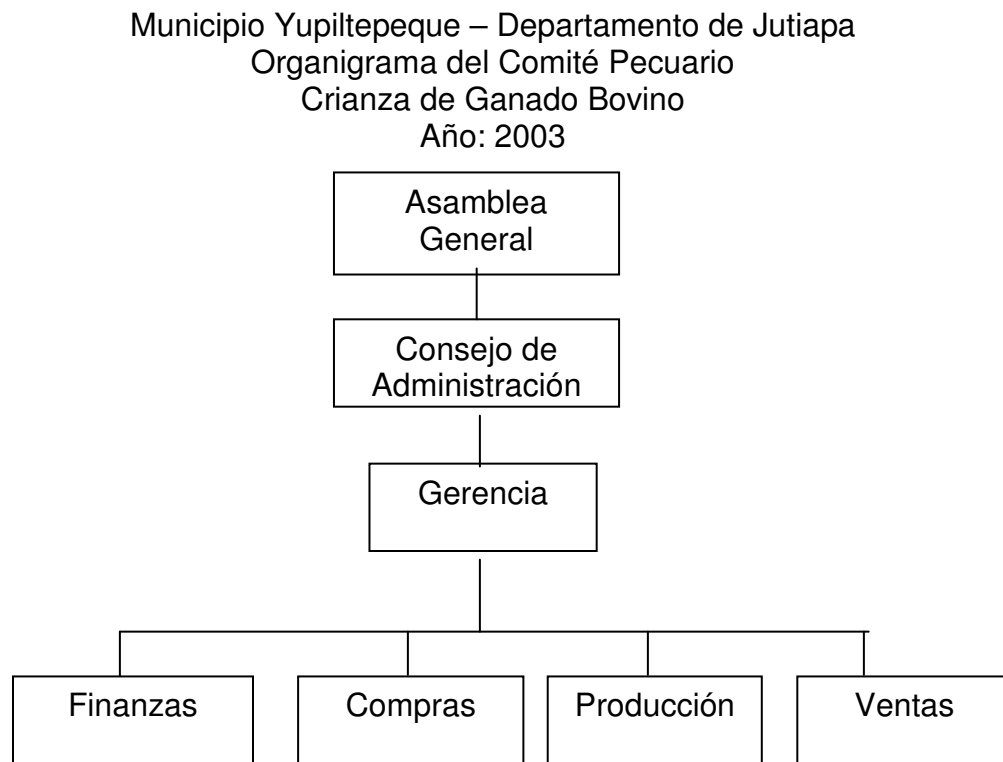 Municipio Yupiltepeque – Departamento de Jutiapa
Organigrama del Comité Pecuario
Crianza de Ganado Bovino
Año: 2003
Asamblea
General
Consejo de
Administración
Gerencia
Finanzas
Compras
Producción
Ventas